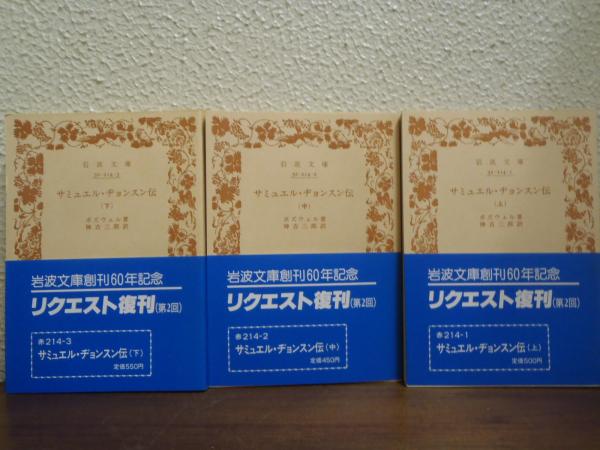 岩波文庫
32-214-3
サミュエル・ヂョンスン伝
(下)
ボズウェル著
神吉三郎訳
岩波文庫創刊60年記念
リクエスト復刊(第2回)
赤214-3
サミュエル・ヂョンスン伝(下)
定価550円
岩波文庫
サミュエル・ヂョンスン伝
(中)
ボズウェル著
神吉三郎訳
岩波文庫創刊60年記念
リクエスト復刊(第2回)
赤214-2
サミュエル・ヂョンスン伝(中)
定価450円
岩波文庫
32-214-1
サミュエル・ヂョンスン伝
(上)
ボズウェル著
神吉三郎訳
岩波文庫創刊60年記念
リクエスト復刊(第2回)
赤214-1
サミュエル・ヂョンスン伝(上)
定価500円